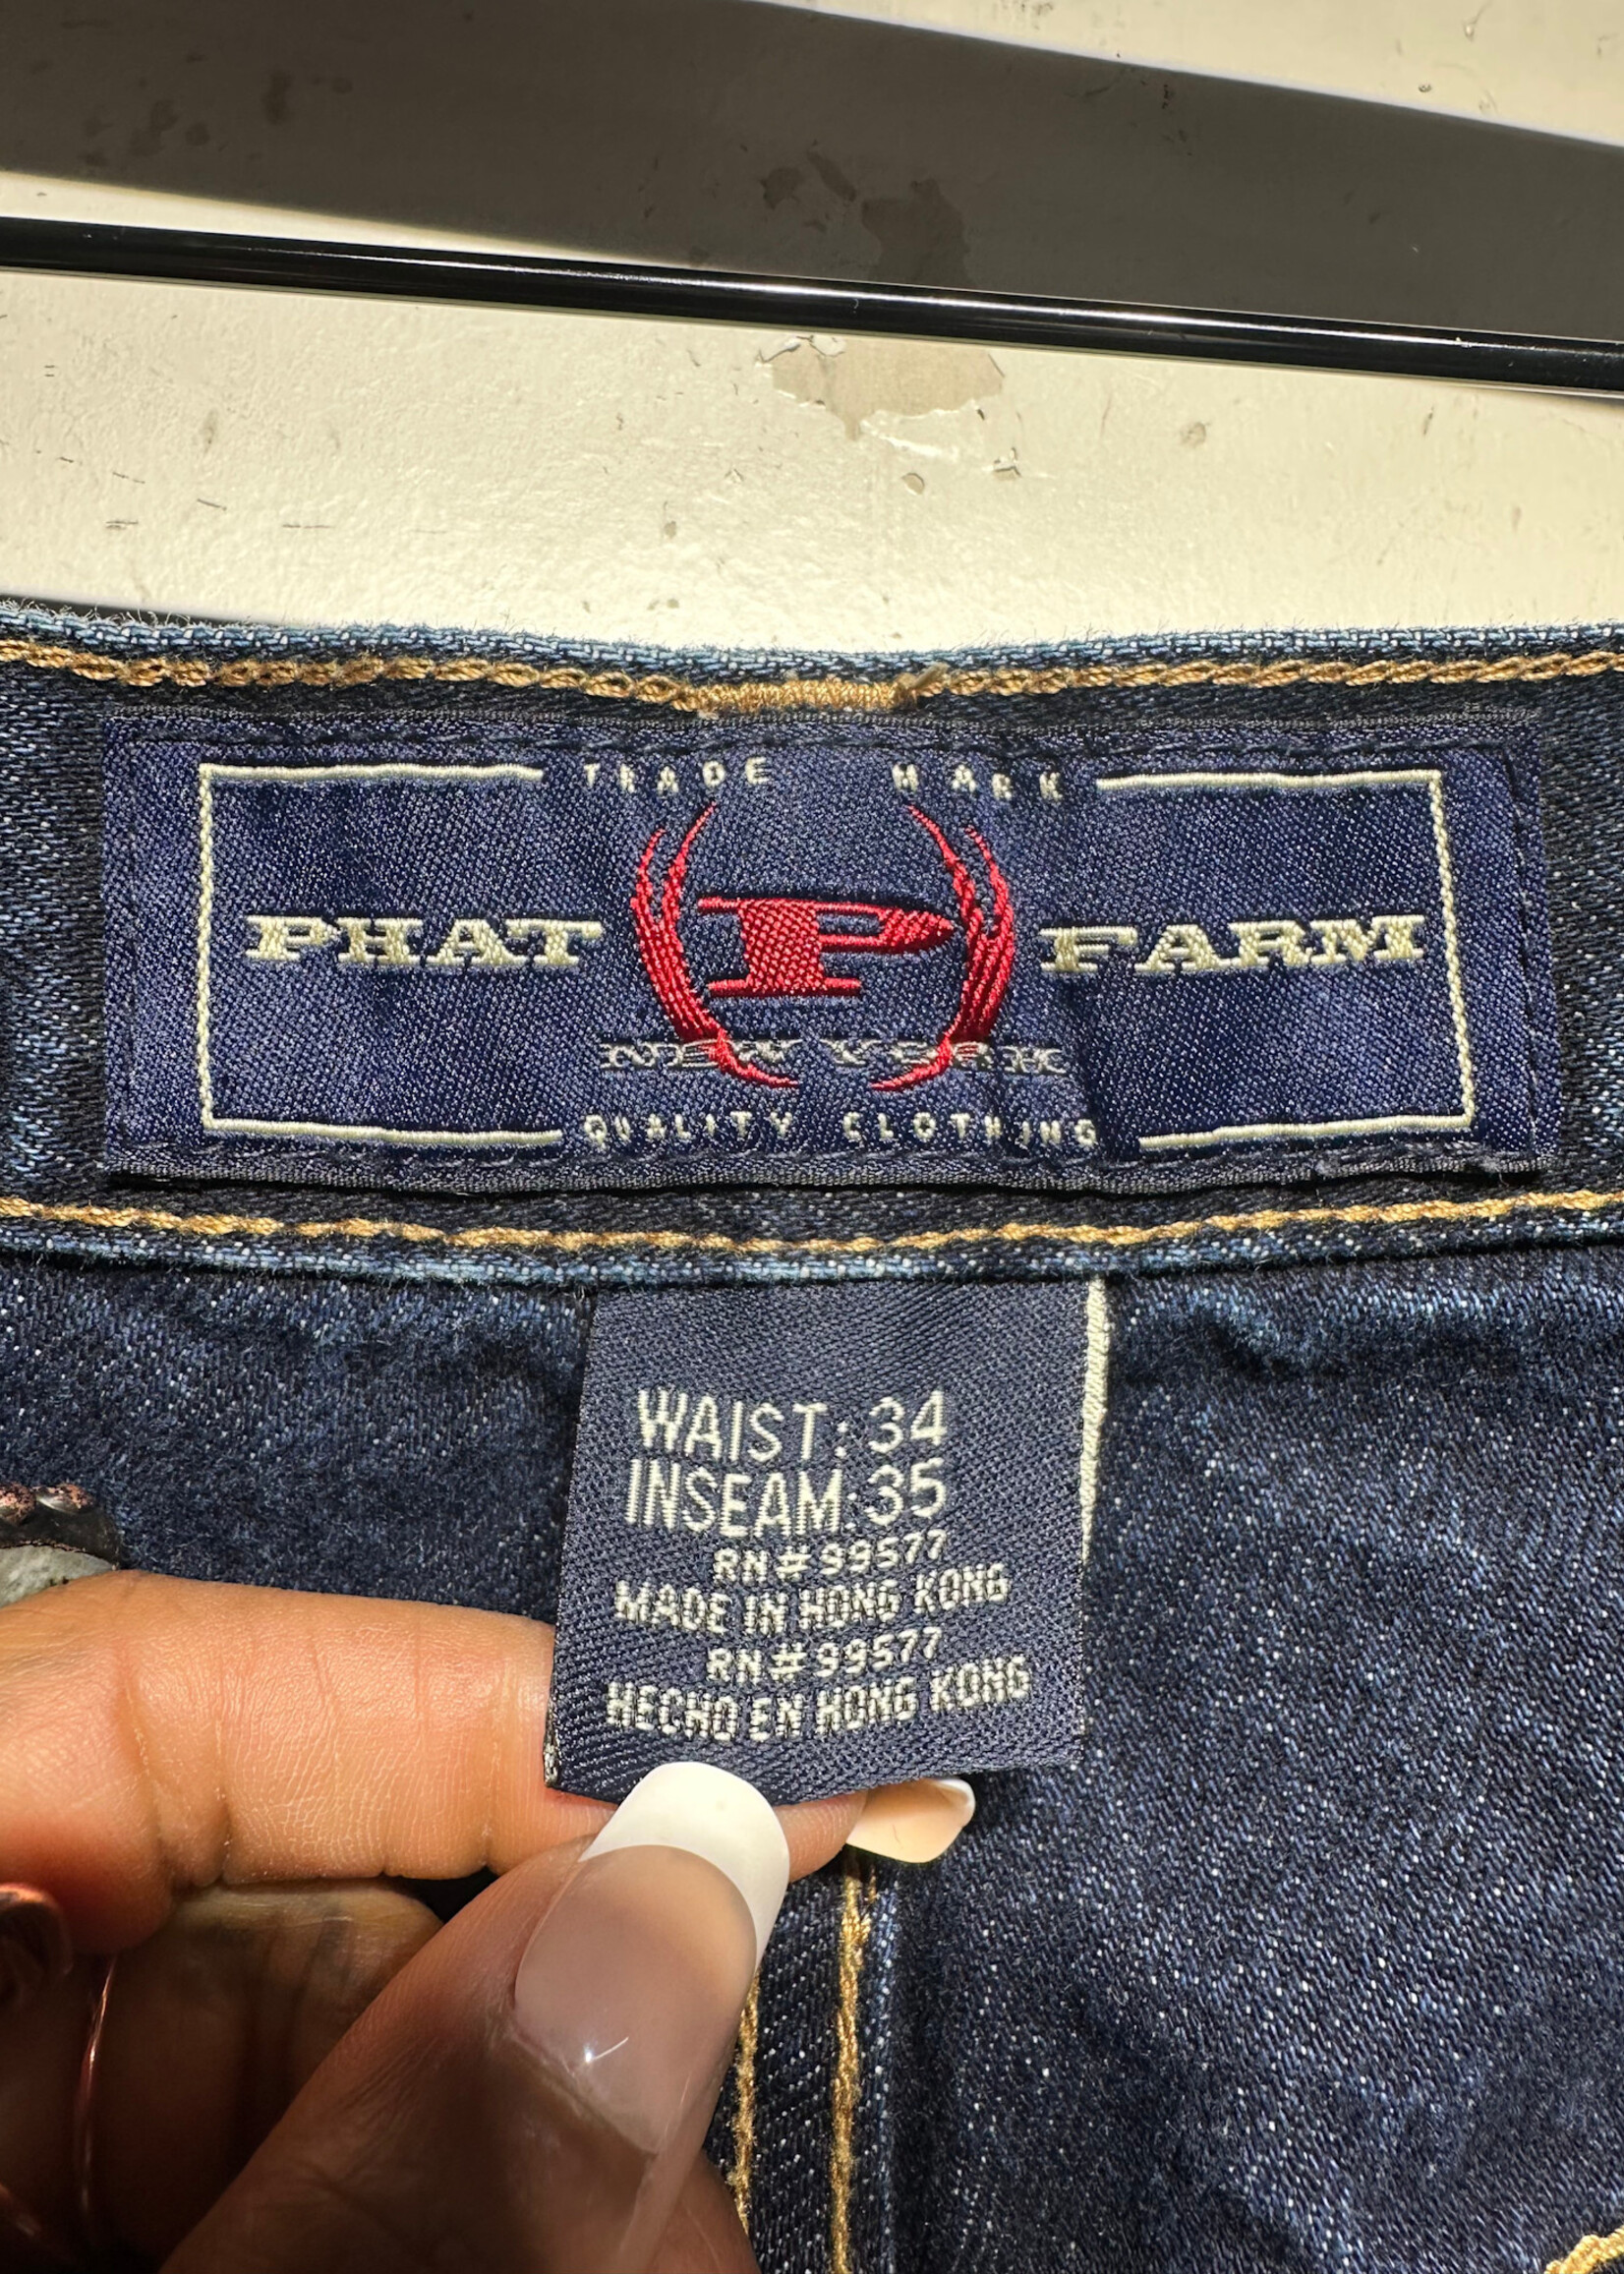 TRADE MARK
PHAT P FARM
NEW YORK
QUALITY CLOTHING
WAIST: 34
INSEAM: 35
RN#99577
MADE IN HONG KONG
RN#99577
HECHO EN HONG KONG